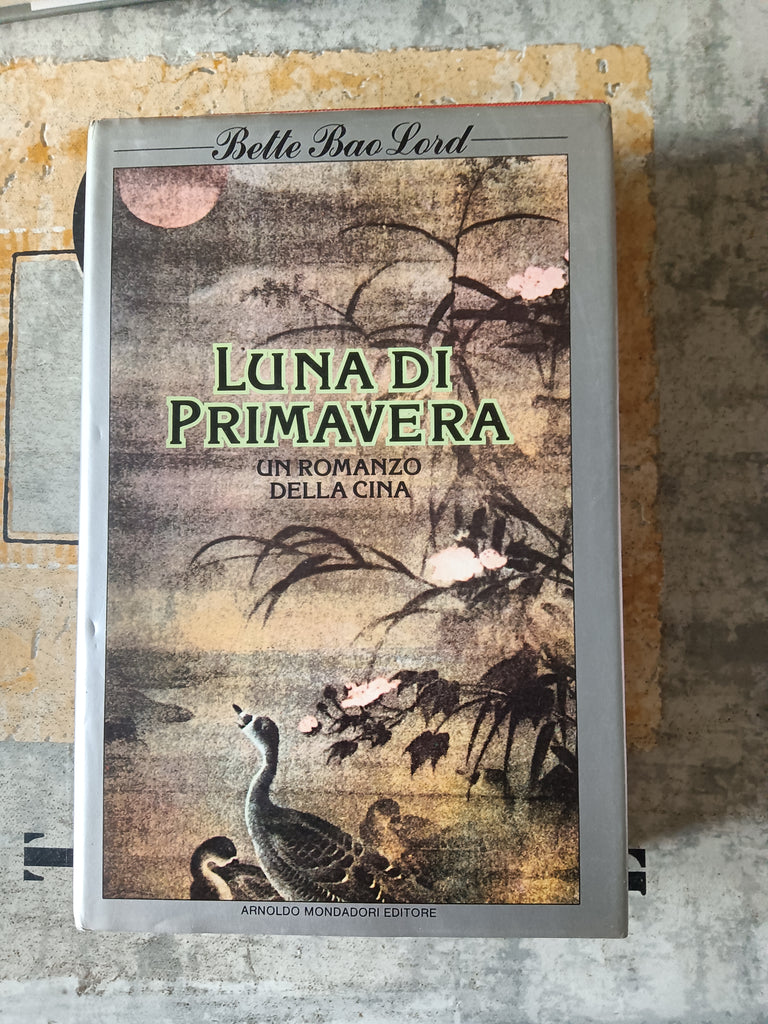 Bette Bao Lord
LUNA DI
PRIMAVERA
UN ROMANZO
DELLA CINA
ARNOLDO MONDADORI EDITORE
T